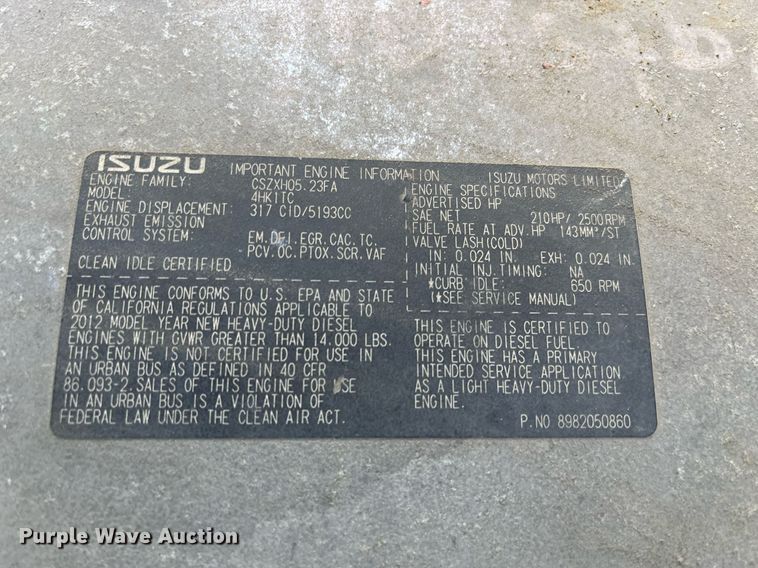 ISUZU IMPORTANT ENGINE INFORMATION ISUZU MOTORS LIMITED
ENGINE FAMILY: CSZXH05.23FA
MODEL: 4HK1TC
ENGINE DISPLACEMENT: 317 CID/5193CC
EXHAUST EMISSION
CONTROL SYSTEM: EM.DFI.EGR.CAC.TC.
PCV.OC.PTOX.SCR.VAF
CLEAN IDLE CERTIFIED
ENGINE SPECIFICATIONS
ADVERTISED HP
SAE NET 210HP/ 2500RPM
FUEL RATE AT ADV.HP 143MM³/ST
VALVE LASH(COLD)
IN: 0.024 IN. EXH: 0.024 IN.
INITIAL INJ.TIMING: NA
*CURB IDLE: 650 RPM
(*SEE SERVICE MANUAL)
THIS ENGINE CONFORMS TO U.S. EPA AND STATE
OF CALIFORNIA REGULATIONS APPLICABLE TO
2012 MODEL YEAR NEW HEAVY-DUTY DIESEL
ENGINES WITH GVWR GREATER THAN 14.000 LBS.
THIS ENGINE IS NOT CERTIFIED FOR USE IN
AN URBAN BUS AS DEFINED IN 40 CFR
86.093-2.SALES OF THIS ENGINE FOR USE
IN AN URBAN BUS IS A VIOLATION OF
FEDERAL LAW UNDER THE CLEAN AIR ACT.
THIS ENGINE IS CERTIFIED TO
OPERATE ON DIESEL FUEL.
THIS ENGINE HAS A PRIMARY
INTENDED SERVICE APPLICATION
AS A LIGHT HEAVY-DUTY DIESEL
ENGINE.
P.NO 8982050860
Purple Wave Auction